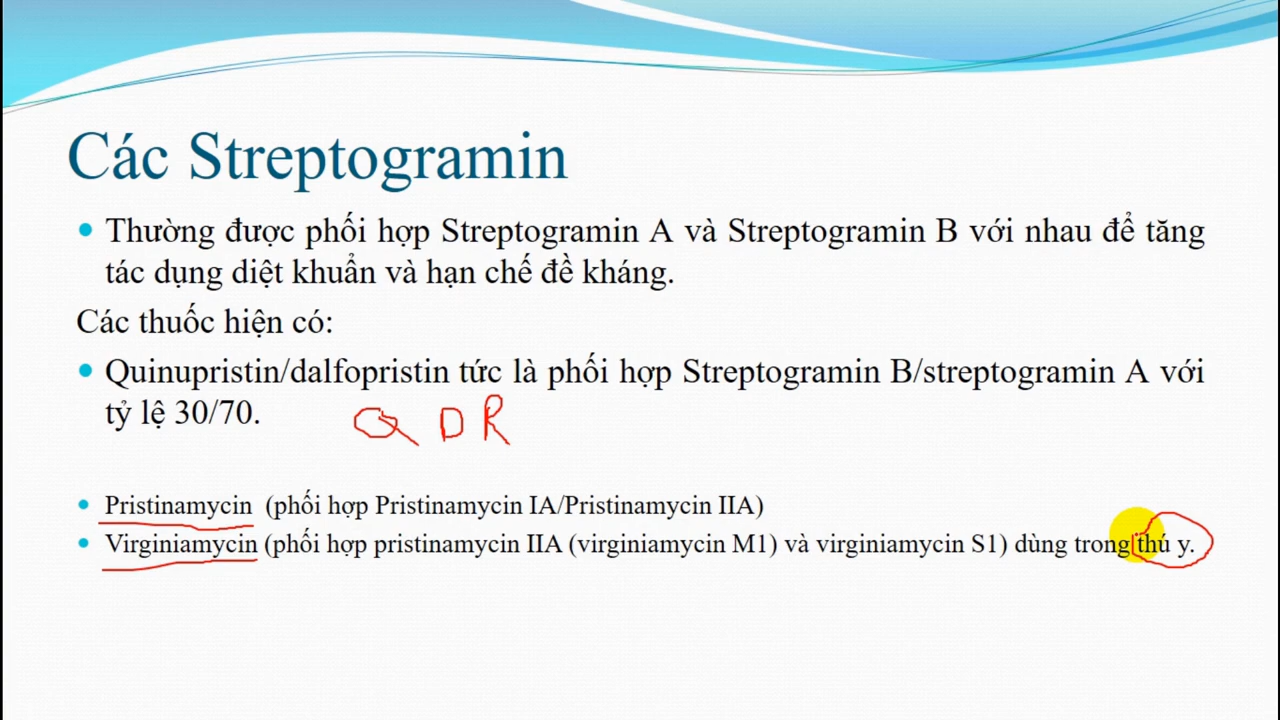 Các Streptogramin
Thường được phối hợp Streptogramin A và Streptogramin B với nhau để tăng
tác dụng diệt khuẩn và hạn chế đề kháng.
Các thuốc hiện có:
Quinupristin/dalfopristin tức là phối hợp Streptogramin B/streptogramin A với
tỷ lệ 30/70.
Q D R
Pristinamycin (phối hợp Pristinamycin IA/Pristinamycin IIA)
Virginiamycin (phối hợp pristinamycin IIA (virginiamycin M1) và virginiamycin S1) dùng trong thú y.